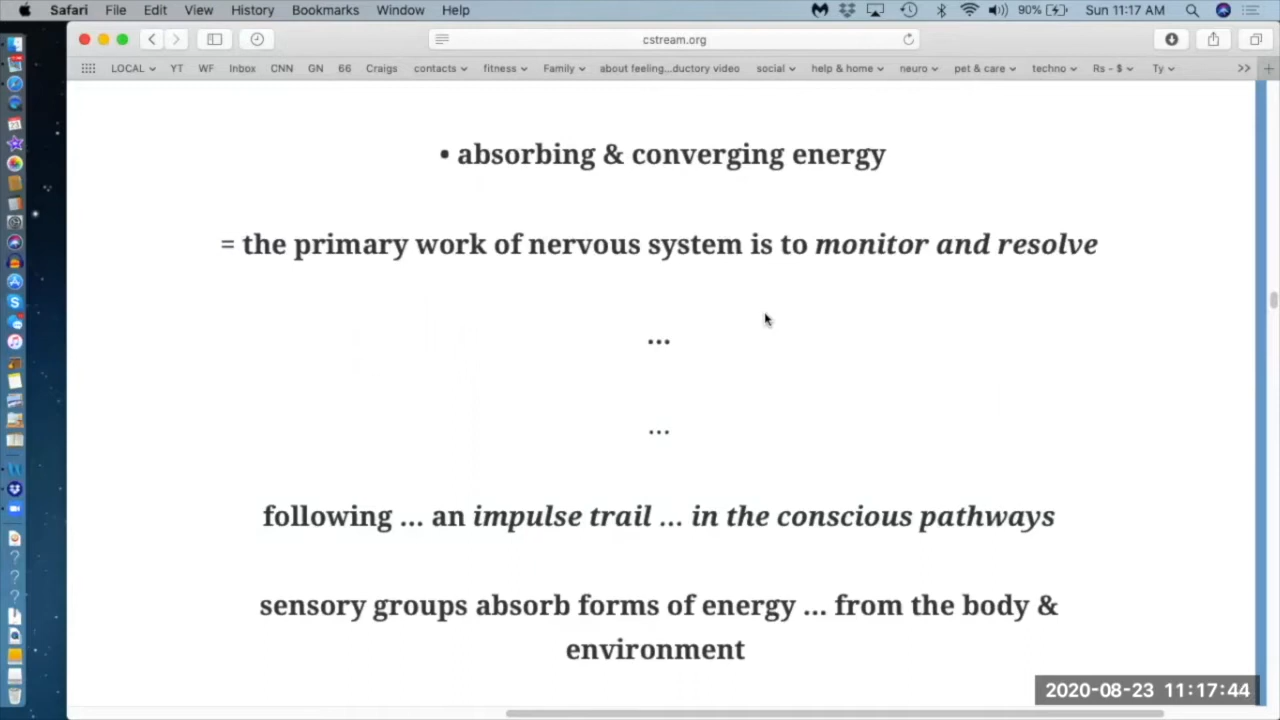 Safari File Edit View History Bookmarks Window Help 90% Sun 11:17 AM
cstream.org
LOCAL YT WF Inbox CNN GN 66 Craigs contacts fitness Family about feeling...ductory video social help & home neuro pet & care techno Rs - $ Ty >> +
• absorbing & converging energy
= the primary work of nervous system is to monitor and resolve
...
...
following ... an impulse trail ... in the conscious pathways
sensory groups absorb forms of energy ... from the body &
environment
2020-08-23 11:17:44